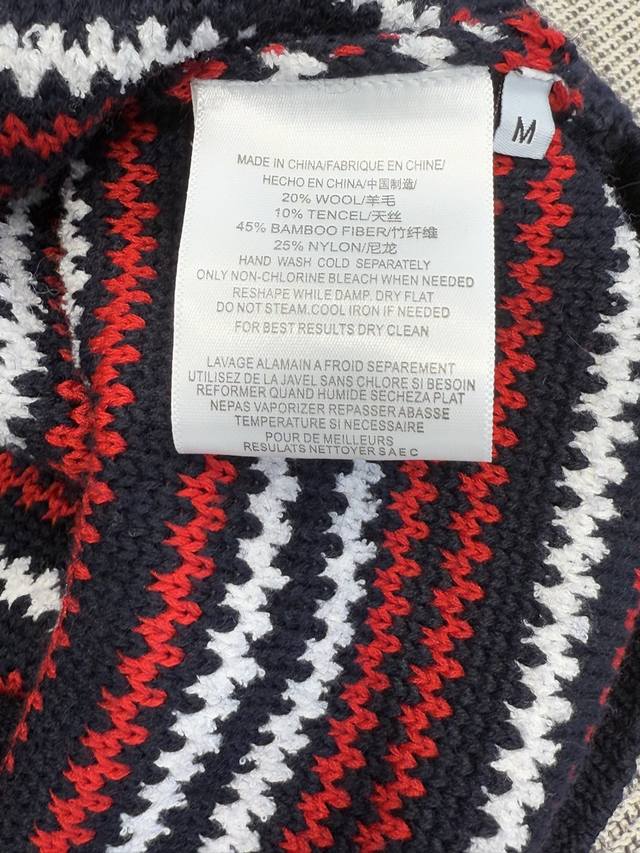 M
MADE IN CHINA/FABRIQUE EN CHINE/
HECHO EN CHINA/中国制造/
20% WOOL/羊毛
10% TENCEL/天丝
45% BAMBOO FIBER/竹纤维
25% NYLON/尼龙
HAND WASH COLD SEPARATELY
ONLY NON-CHLORINE BLEACH WHEN NEEDED
RESHAPE WHILE DAMP. DRY FLAT
DO NOT STEAM.COOL IRON IF NEEDED
FOR BEST RESULTS DRY CLEAN
LAVAGE ALAMAIN A FROID SEPAREMENT
UTILISEZ DE LA JAVEL SANS CHLORE SI BESOIN
REFORMER QUAND HUMIDE SECHEZA PLAT
NEPAS VAPORIZER REPASSER ABASSE
TEMPERATURE SI NECESSAIRE
POUR DE MEILLEURS
RESULATS NETTOYER S A E C